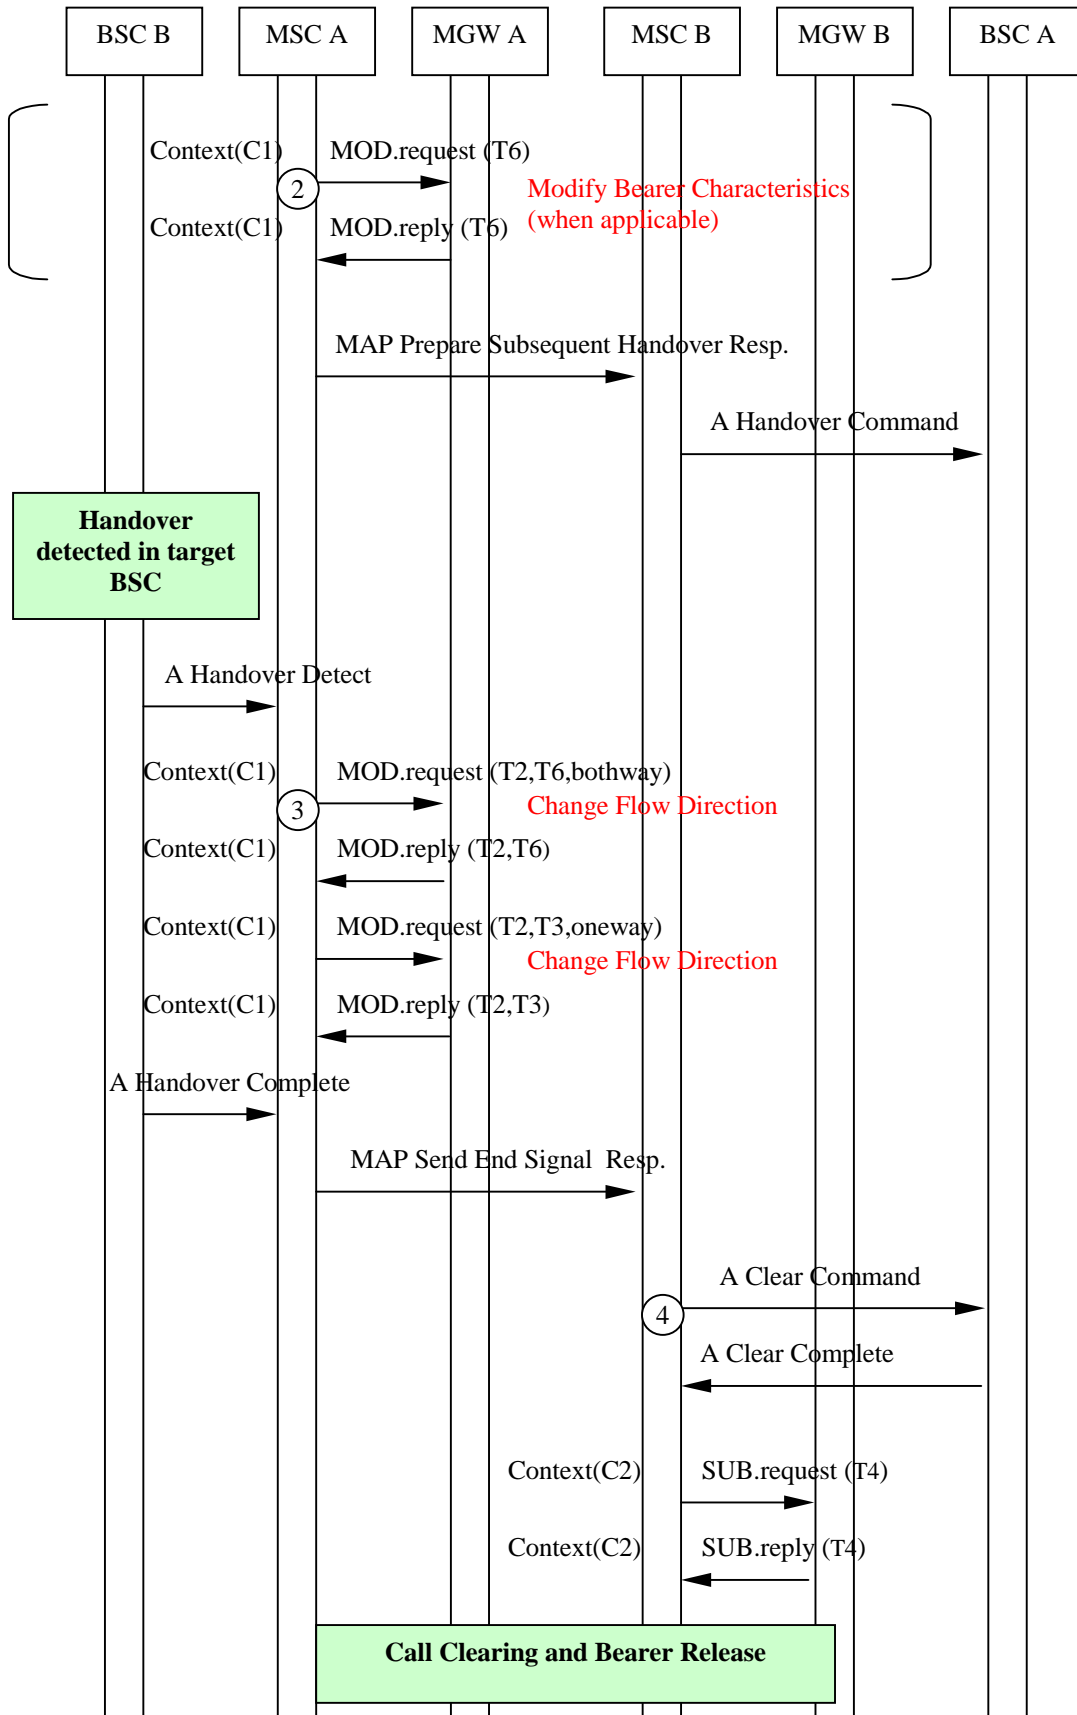 BSC B
MSC A
MGW A
MSC B
MGW B
BSC A
Context(C1)
MOD.request (T6)
2
Modify Bearer Characteristics
(when applicable)
Context(C1)
MOD.reply (T6)
MAP Prepare Subsequent Handover Resp.
A Handover Command
Handover
detected in target
BSC
A Handover Detect
Context(C1)
MOD.request (T2,T6,bothway)
3
Change Flow Direction
Context(C1)
MOD.reply (T2,T6)
Context(C1)
MOD.request (T2,T3,oneway)
Change Flow Direction
Context(C1)
MOD.reply (T2,T3)
A Handover Complete
MAP Send End Signal  Resp.
A Clear Command
4
A Clear Complete
Context(C2)
SUB.request (T4)
Context(C2)
SUB.reply (T4)
Call Clearing and Bearer Release